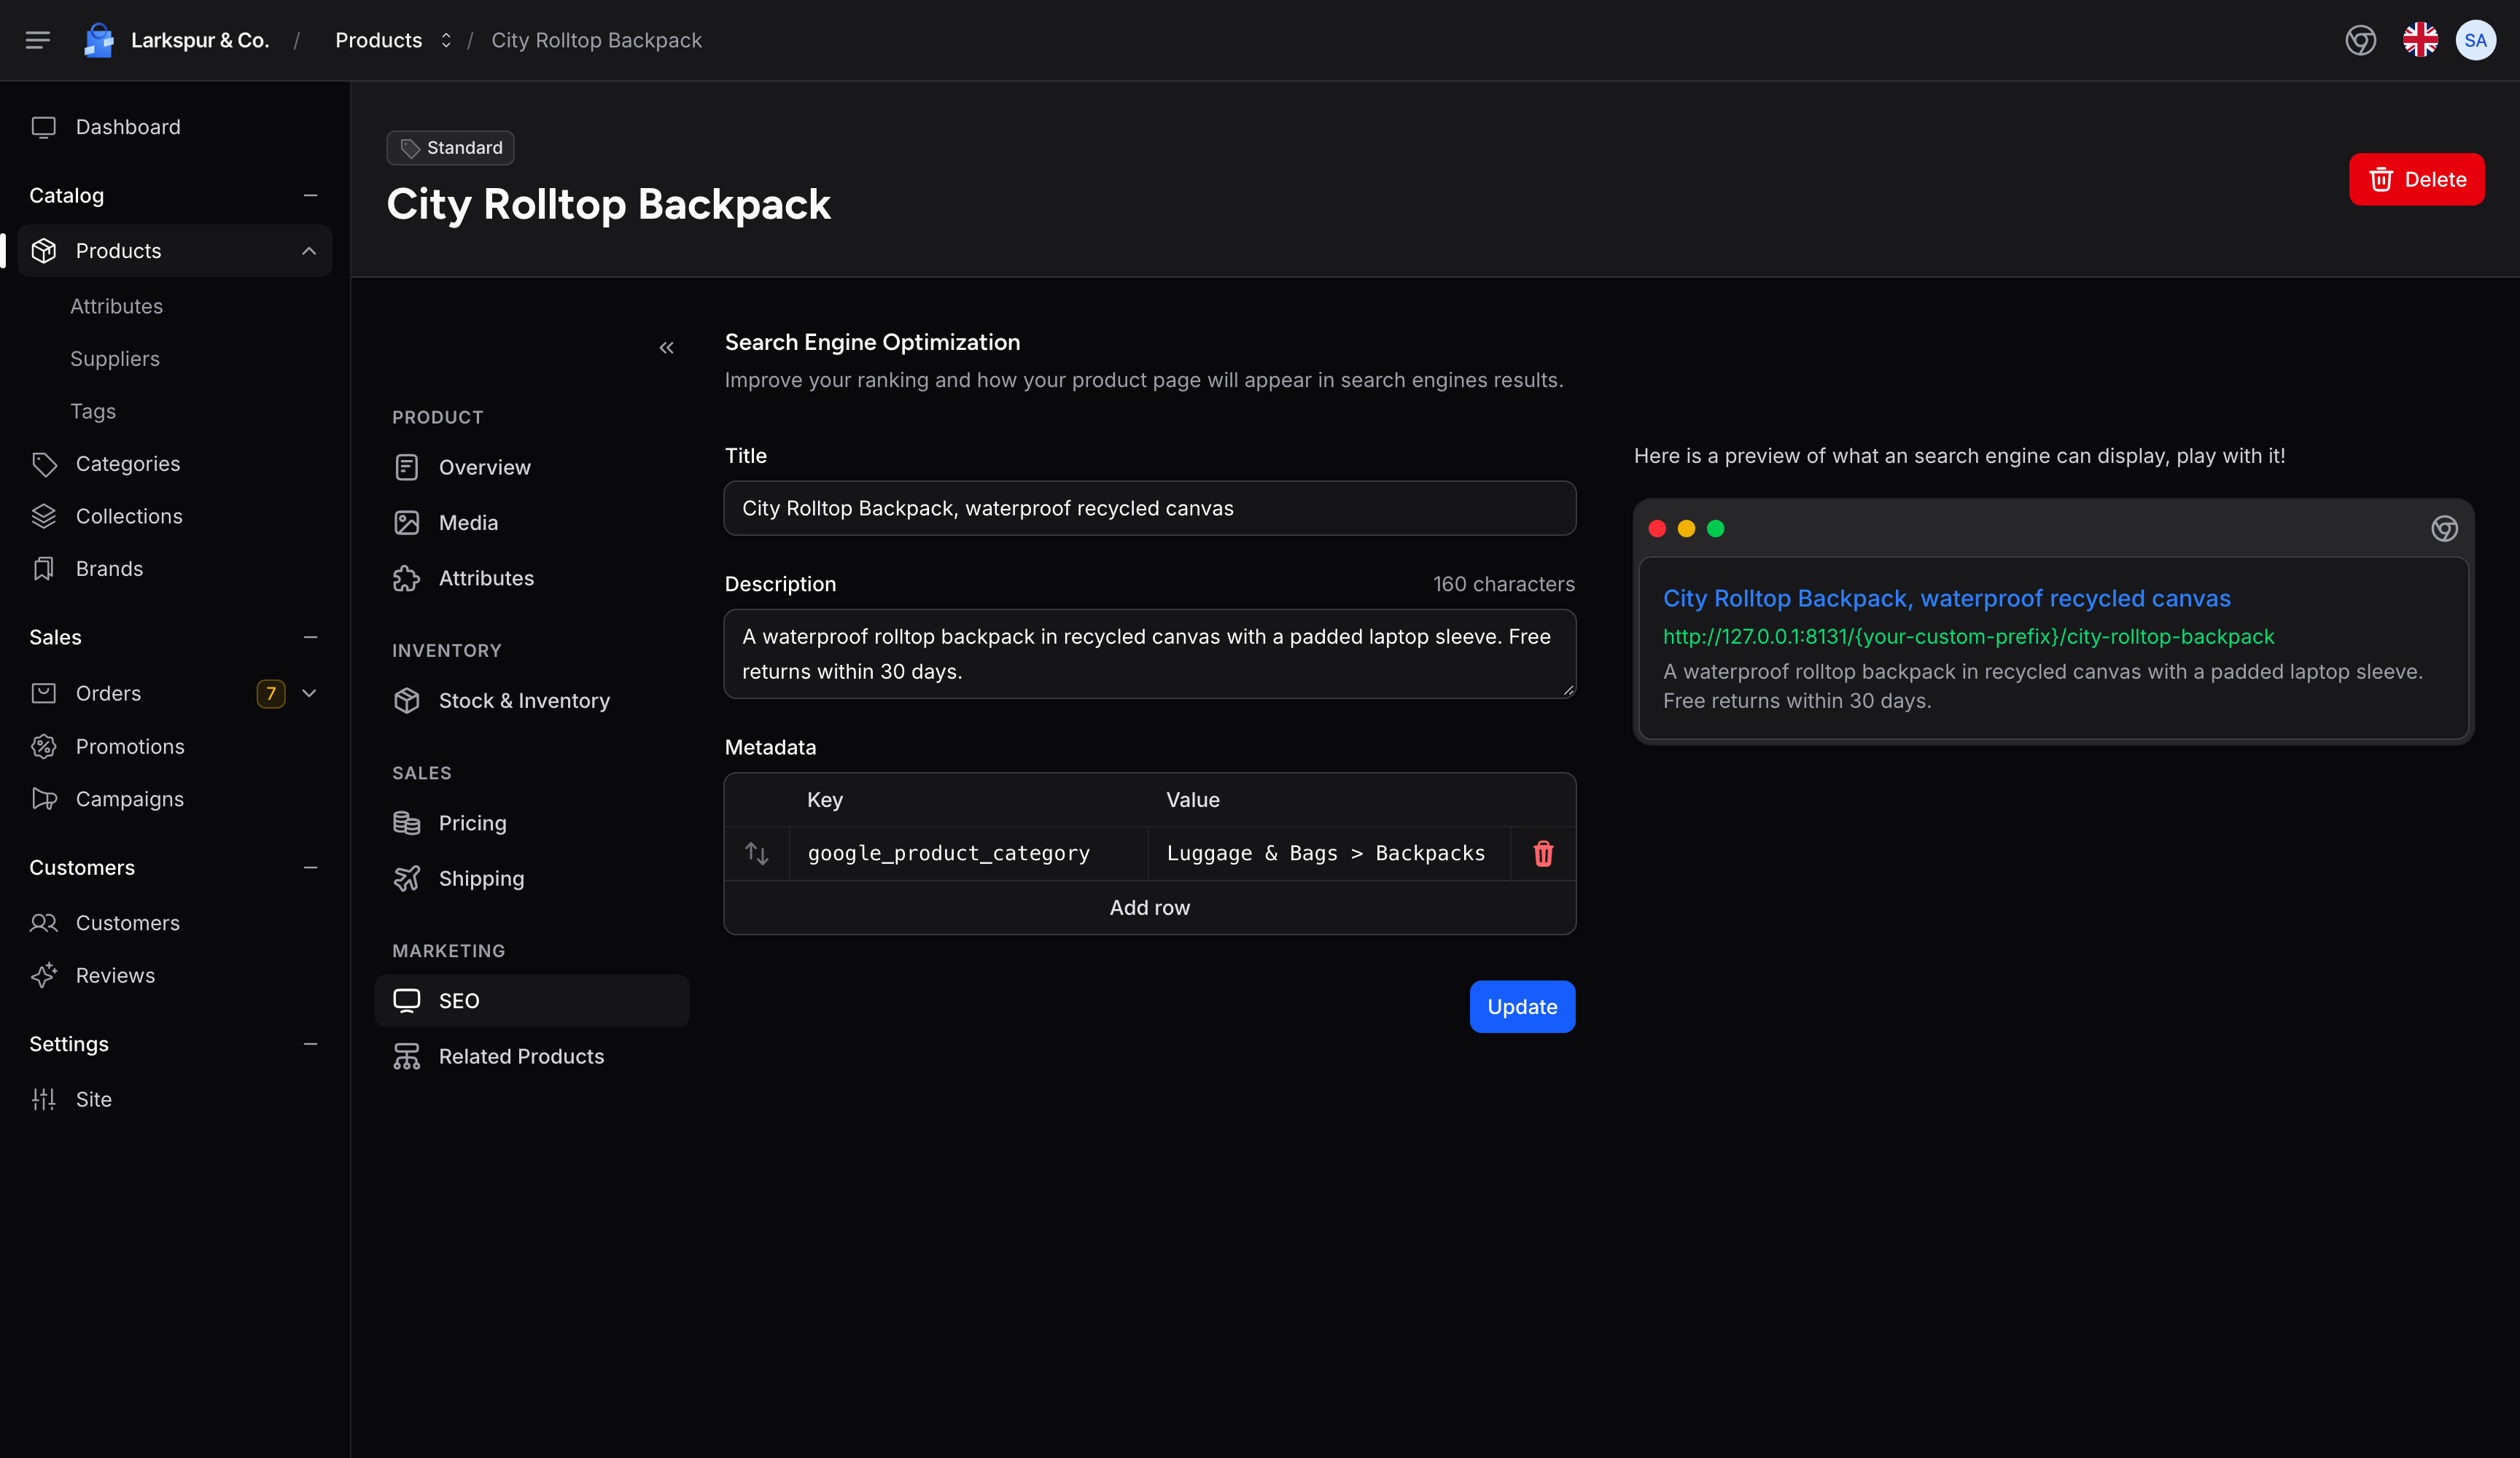 Larkspur & Co. / Products / City Rolltop Backpack
SA
Dashboard
Catalog
Products
Attributes
Suppliers
Tags
Categories
Collections
Brands
Sales
Orders 7
Promotions
Campaigns
Customers
Customers
Reviews
Settings
Site
Standard
City Rolltop Backpack
Delete
PRODUCT
Overview
Media
Attributes
INVENTORY
Stock & Inventory
SALES
Pricing
Shipping
MARKETING
SEO
Related Products
Search Engine Optimization
Improve your ranking and how your product page will appear in search engines results.
Title
City Rolltop Backpack, waterproof recycled canvas
Description 160 characters
A waterproof rolltop backpack in recycled canvas with a padded laptop sleeve. Free
returns within 30 days.
Metadata
Key Value
google_product_category Luggage & Bags > Backpacks
Add row
Update
Here is a preview of what an search engine can display, play with it!
City Rolltop Backpack, waterproof recycled canvas
http://127.0.0.1:8131/{your-custom-prefix}/city-rolltop-backpack
A waterproof rolltop backpack in recycled canvas with a padded laptop sleeve.
Free returns within 30 days.